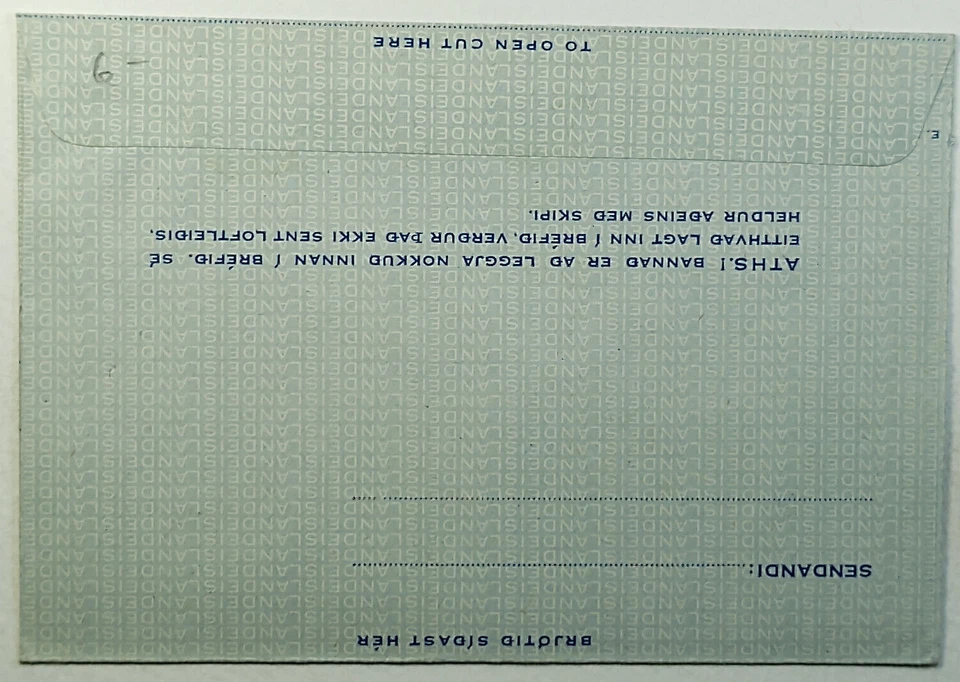 BRJÓTIÐ SÍÐAST HÉR
SENDANDI:
ATHS.! BANNAÐ ER AÐ LEGGJA NOKKUÐ INNAN Í BRÉFIÐ. SÉ
EITTHVAÐ LAGT INN Í BRÉFIÐ, VERÐUR ÞAÐ EKKI SENT LOFTLEIÐIS,
HELDUR AÐEINS MEÐ SKIPI.
E.
6 –
TO OPEN CUT HERE